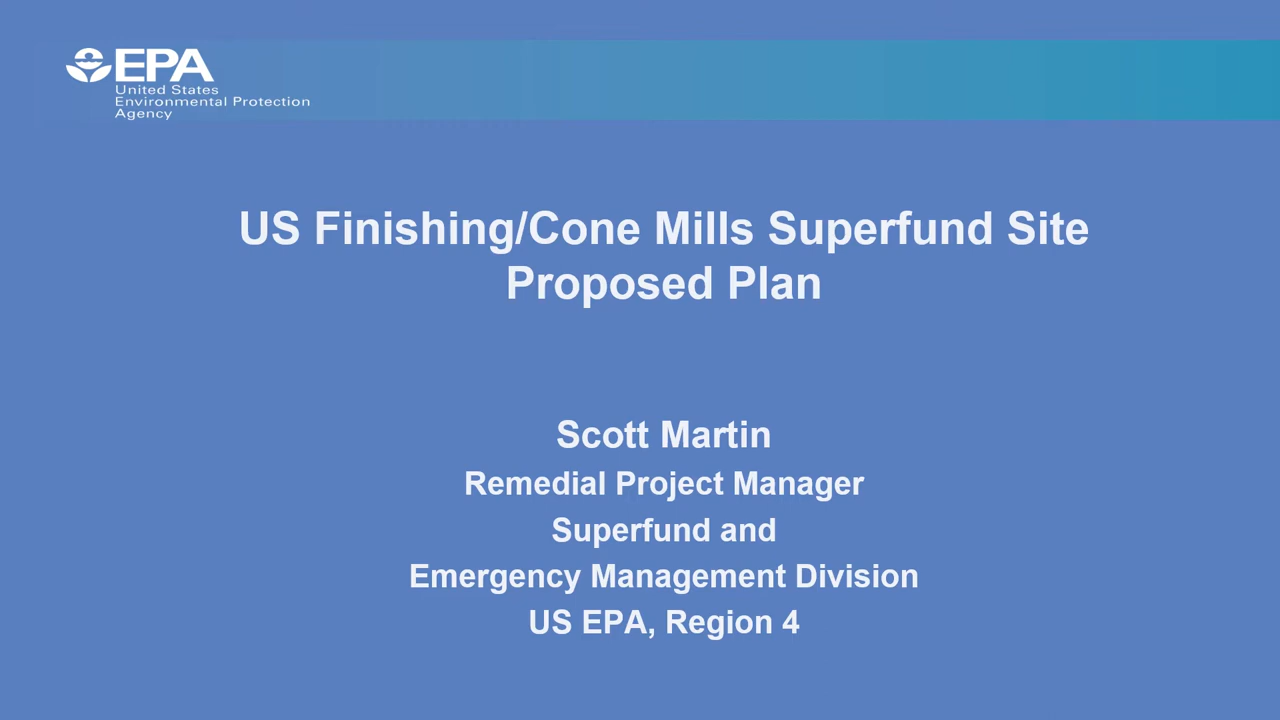 EPA
United States
Environmental Protection
Agency
US Finishing/Cone Mills Superfund Site
Proposed Plan
Scott Martin
Remedial Project Manager
Superfund and
Emergency Management Division
US EPA, Region 4